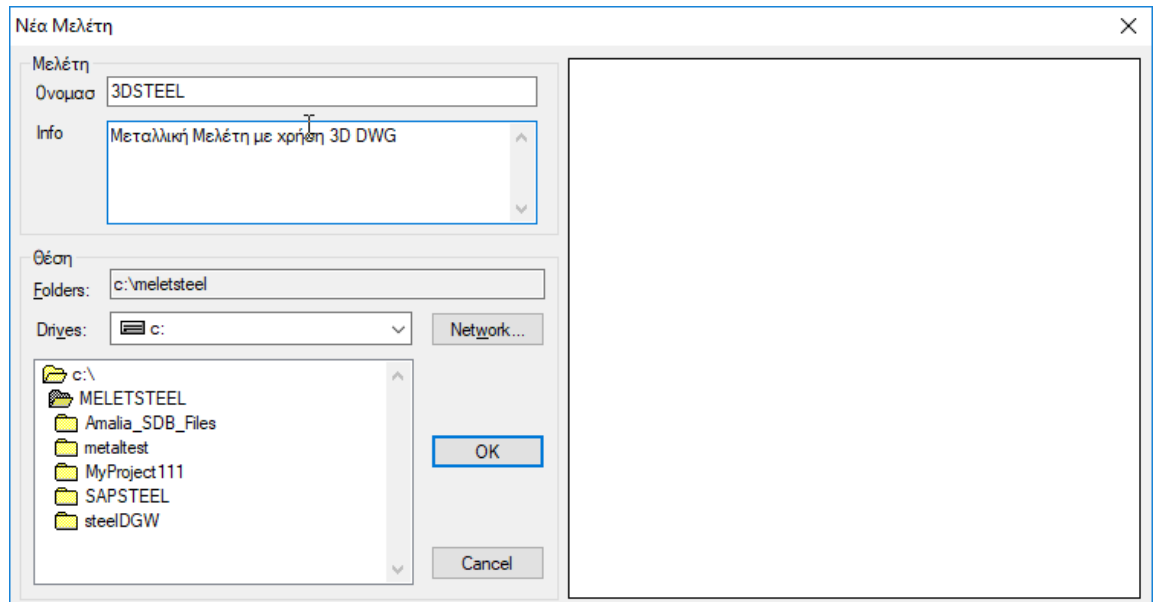 Νέα Μελέτη
Μελέτη
Ονομασ 3DSTEEL
Info Μεταλλική Μελέτη με χρήση 3D DWG
Θέση
Folders: c:\meletsteel
Drives: c: Network...
c:\
MELETSTEEL
Amalia_SDB_Files
metaltest
MyProject111
SAPSTEEL
steelDGW
OK
Cancel